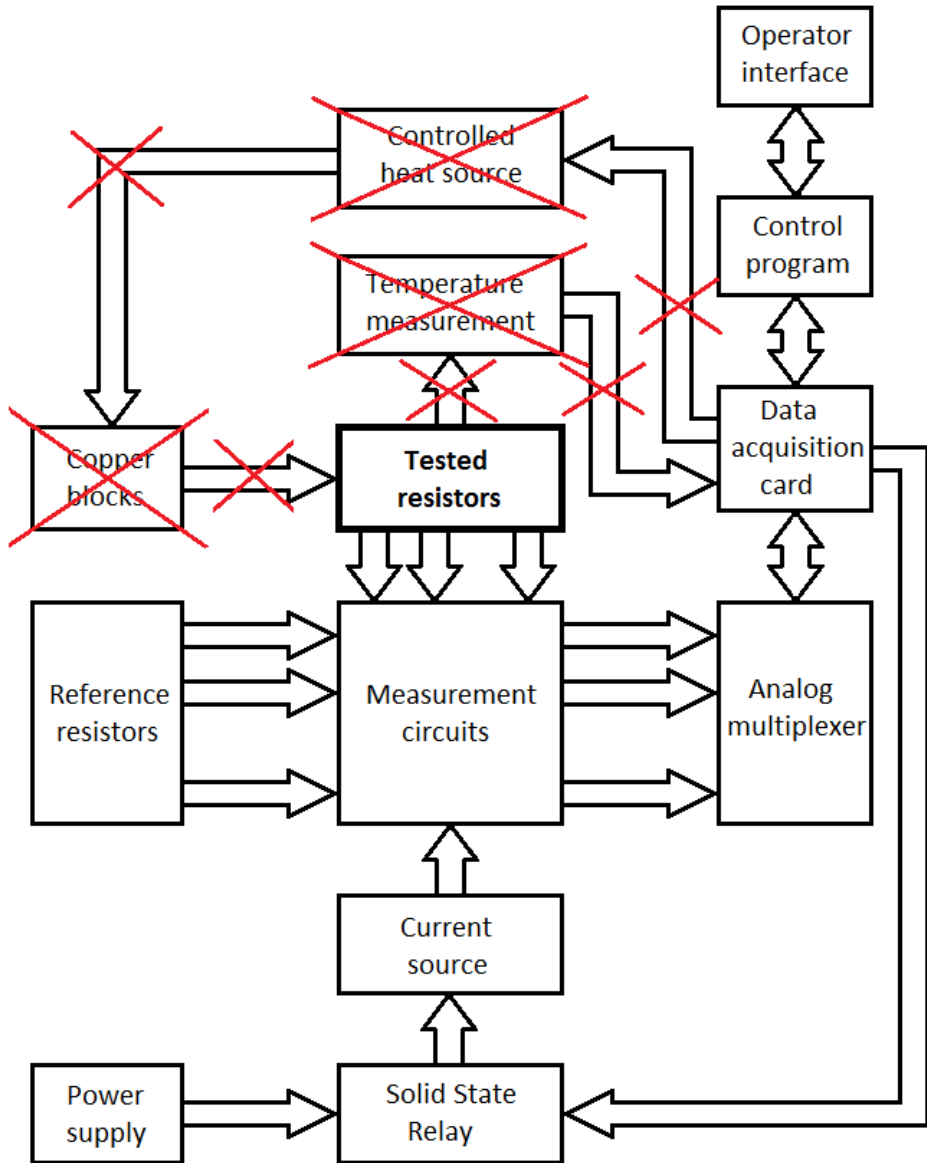 Operator
interface
Controlled
heat source
Control
program
Temperature
measurement
Data
acquisition
card
Copper
blocks
Tested
resistors
Reference
resistors
Measurement
circuits
Analog
multiplexer
Current
source
Power
supply
Solid State
Relay